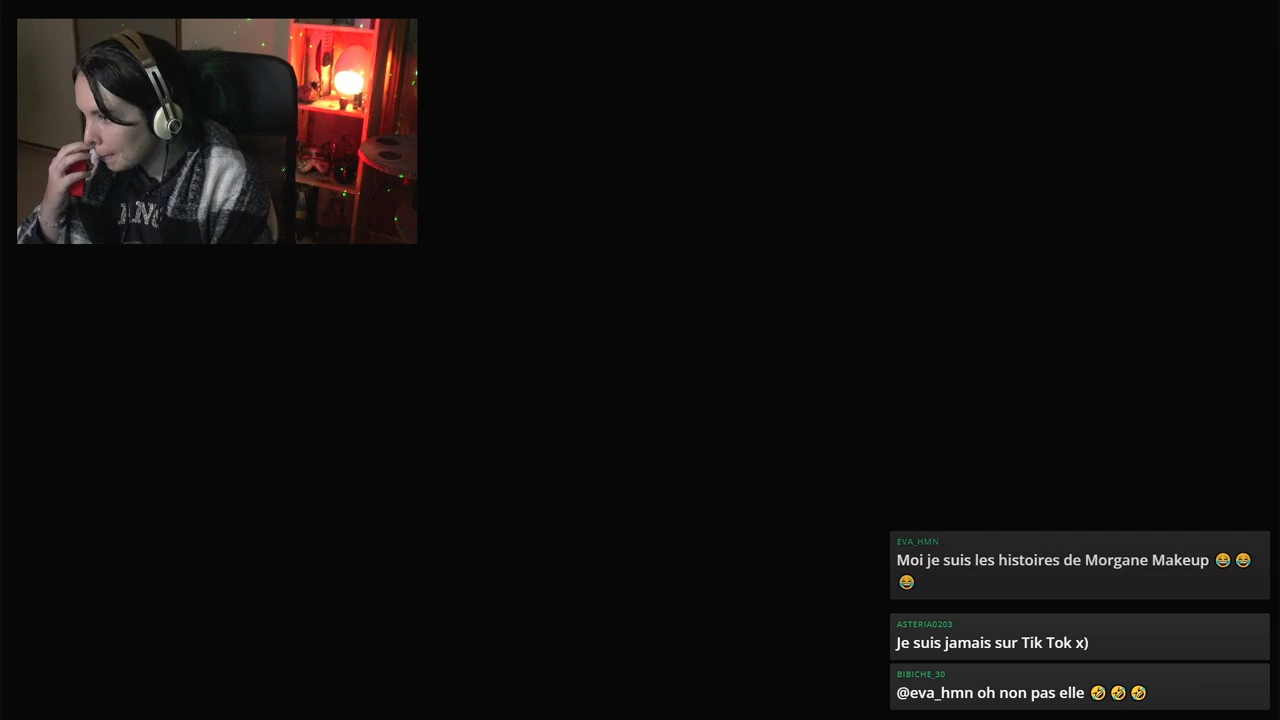 EVA_HMN
Moi je suis les histoires de Morgane Makeup 😂 😂
😂
ASTERIA0203
Je suis jamais sur Tik Tok x)
BIBICHE_30
@eva_hmn oh non pas elle 🤣 🤣 🤣